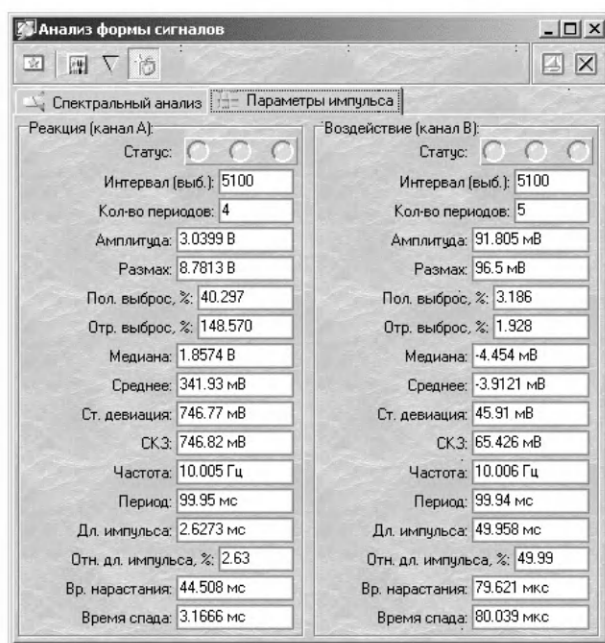 Анализ формы сигналов
Спектральный анализ
Параметры импульса
Реакция (канал А):
Статус:
Интервал (выб.): 5100
Кол-во периодов: 4
Амплитуда: 3.0399 В
Размах: 8.7813 В
Пол. выброс, %: 40.297
Отр. выброс, %: 148.570
Медиана: 1.8574 В
Среднее: 341.93 мВ
Ст. девиация: 746.77 мВ
СКЗ: 746.82 мВ
Частота: 10.005 Гц
Период: 99.95 мс
Дл. импульса: 2.6273 мс
Отн. дл. импульса, %: 2.63
Вр. нарастания: 44.508 мс
Время спада: 3.1666 мс
Воздействие (канал В):
Статус:
Интервал (выб.): 5100
Кол-во периодов: 5
Амплитуда: 91.805 мВ
Размах: 96.5 мВ
Пол. выброс, %: 3.186
Отр. выброс, %: 1.928
Медиана: -4.454 мВ
Среднее: -3.9121 мВ
Ст. девиация: 45.91 мВ
СКЗ: 65.426 мВ
Частота: 10.006 Гц
Период: 99.94 мс
Дл. импульса: 49.958 мс
Отн. дл. импульса, %: 49.99
Вр. нарастания: 79.621 мкс
Время спада: 80.039 мкс